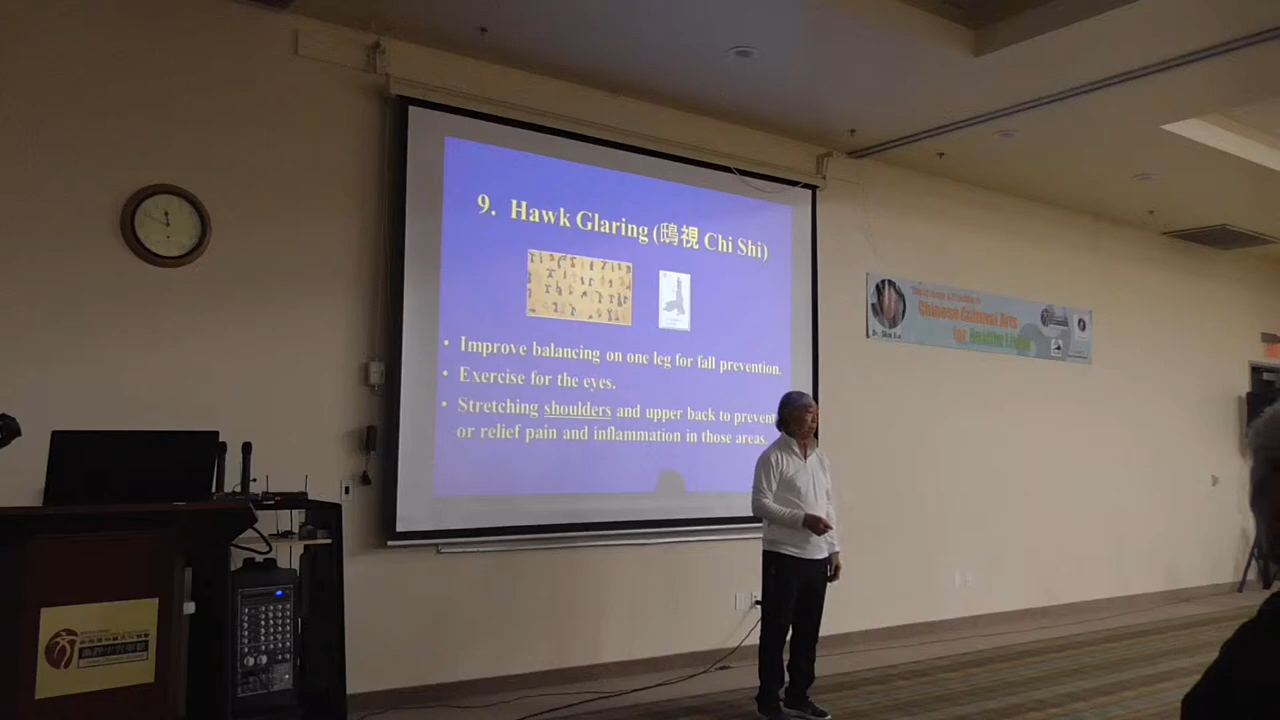 9. Hawk Glaring (鴟視 Chi Shi)
• Improve balancing on one leg for fall prevention.
• Exercise for the eyes.
• Stretching shoulders and upper back to prevent
or relief pain and inflammation in those areas.
Chinese Cultural Arts
for Healthy Living